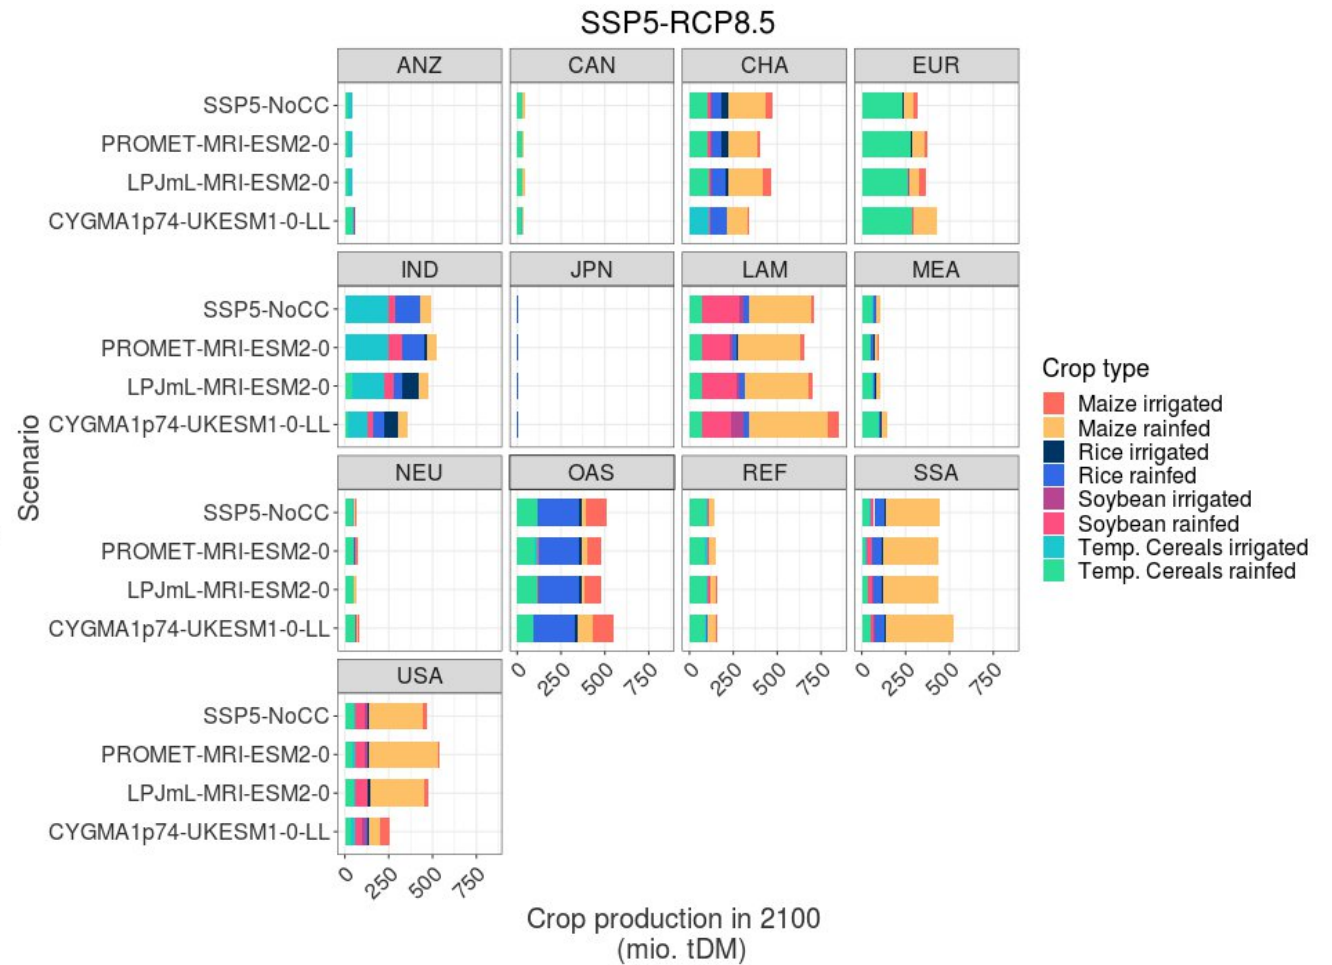 SSP5-RCP8.5
ANZ
CAN
CHA
EUR
SSP5-NoCC
PROMET-MRI-ESM2-0
LPJmL-MRI-ESM2-0
CYGMA1p74-UKESM1-0-LL
IND
JPN
LAM
MEA
SSP5-NoCC
PROMET-MRI-ESM2-0
LPJmL-MRI-ESM2-0
CYGMA1p74-UKESM1-0-LL
NEU
OAS
REF
SSA
SSP5-NoCC
PROMET-MRI-ESM2-0
LPJmL-MRI-ESM2-0
CYGMA1p74-UKESM1-0-LL
0 250 500 750
0 250 500 750
0 250 500 750
USA
SSP5-NoCC
PROMET-MRI-ESM2-0
LPJmL-MRI-ESM2-0
CYGMA1p74-UKESM1-0-LL
0 250 500 750
Scenario
Crop production in 2100
(mio. tDM)
Crop type
Maize irrigated
Maize rainfed
Rice irrigated
Rice rainfed
Soybean irrigated
Soybean rainfed
Temp. Cereals irrigated
Temp. Cereals rainfed